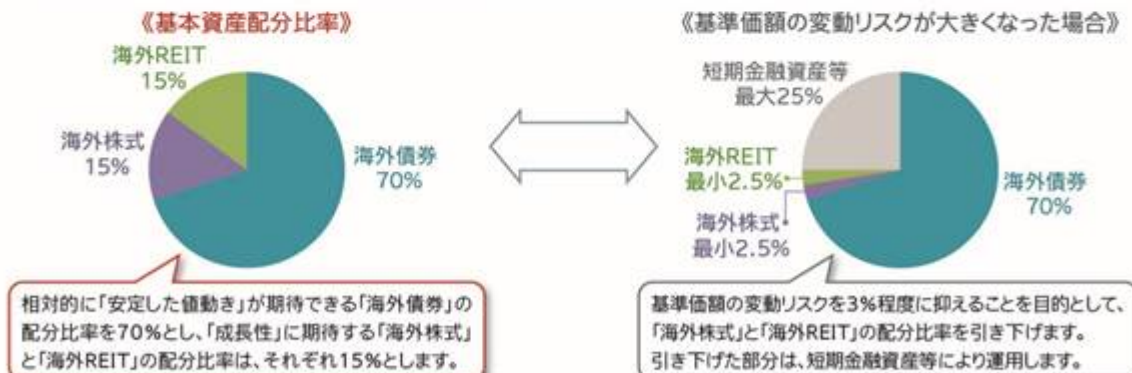 《基本資産配分比率》
海外REIT
15%
海外株式
15%
海外債券
70%
相対的に「安定した値動き」が期待できる「海外債券」の
配分比率を70%とし、「成長性」に期待する「海外株式」
と「海外REIT」の配分比率は、それぞれ15%とします。
《基準価額の変動リスクが大きくなった場合》
短期金融資産等
最大25%
海外REIT
最小2.5%
海外株式
最小2.5%
海外債券
70%
基準価額の変動リスクを3%程度に抑えることを目的として、
「海外株式」と「海外REIT」の配分比率を引き下げます。
引き下げた部分は、短期金融資産等により運用します。